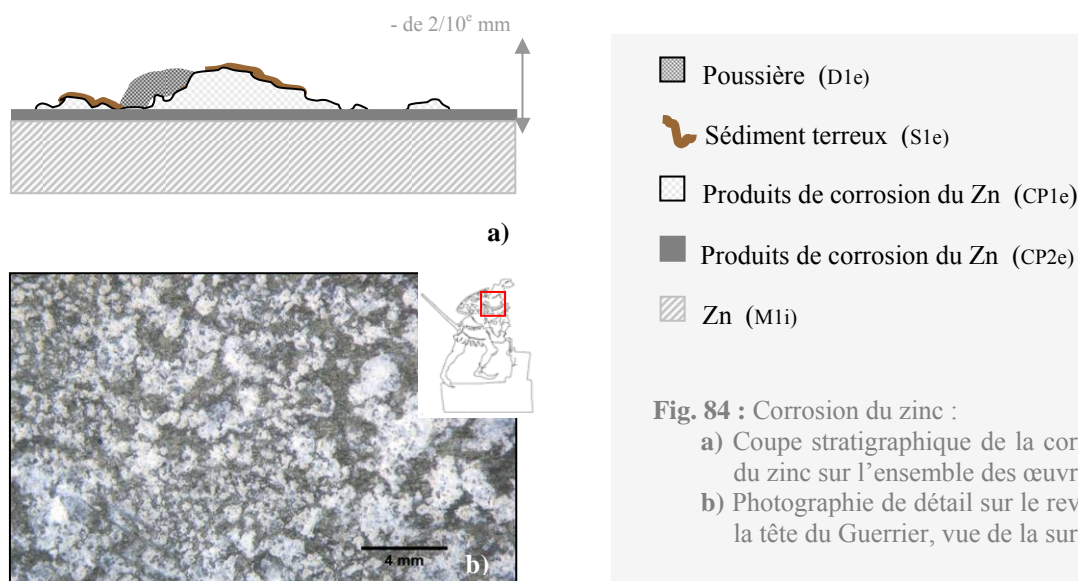 - de 2/10e mm
a)
4 mm
b)
Poussière (D1e)
Sédiment terreux (S1e)
Produits de corrosion du Zn (CP1e)
Produits de corrosion du Zn (CP2e)
Zn (M1i)
Fig. 84 : Corrosion du zinc :
a) Coupe stratigraphique de la cor
du zinc sur l’ensemble des œuvr
b) Photographie de détail sur le rev
la tête du Guerrier, vue de la sur